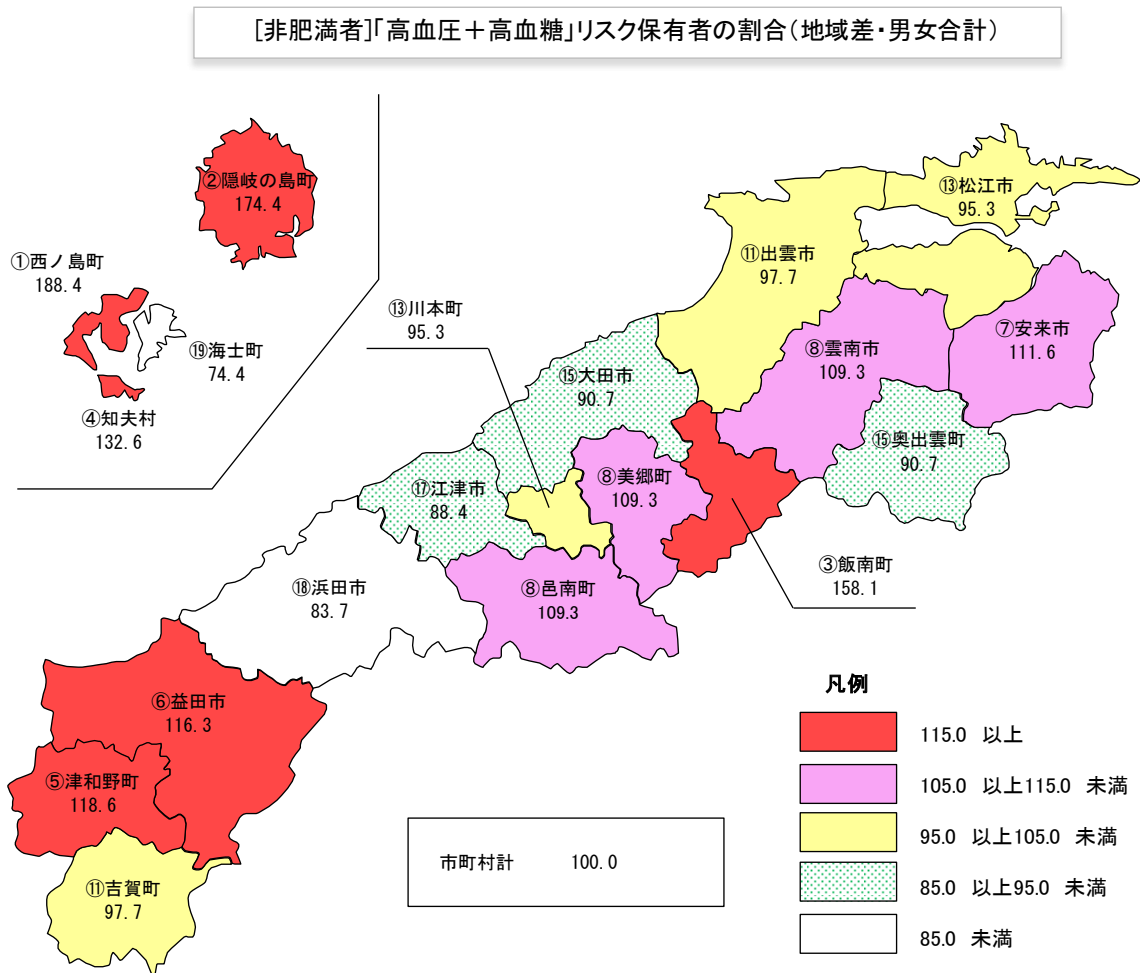 [非肥満者]「高血圧＋高血糖」リスク保有者の割合（地域差・男女合計）
②隠岐の島町
174.4
①西ノ島町
188.4
⑲海士町
74.4
④知夫村
132.6
⑬松江市
95.3
⑪出雲市
97.7
⑦安来市
111.6
⑬川本町
95.3
⑧雲南市
109.3
⑮大田市
90.7
⑮奥出雲町
90.7
⑧美郷町
109.3
⑰江津市
88.4
③飯南町
158.1
⑱浜田市
83.7
⑧邑南町
109.3
⑥益田市
116.3
⑤津和野町
118.6
⑪吉賀町
97.7
市町村計 100.0
凡例
115.0 以上
105.0 以上115.0 未満
95.0 以上105.0 未満
85.0 以上95.0 未満
85.0 未満